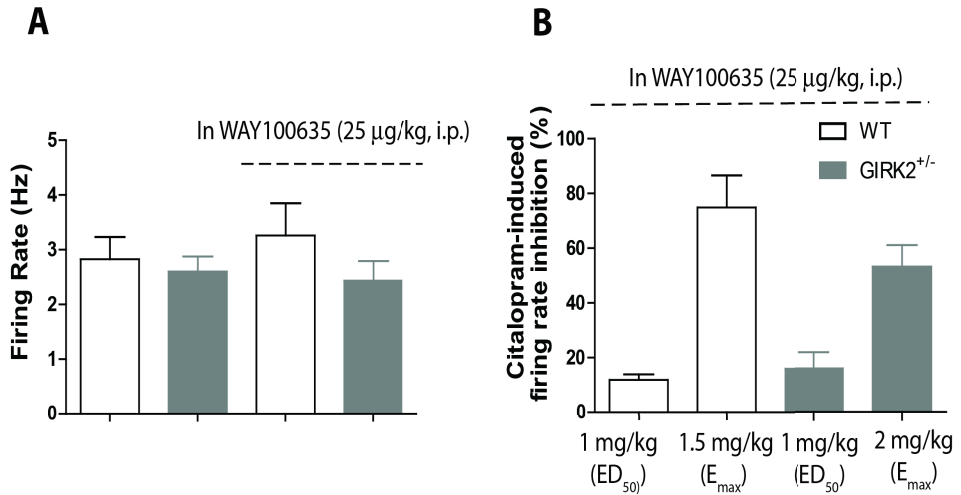 A
In WAY100635 (25 µg/kg, i.p.)
Firing Rate (Hz)
5
4
3
2
1
0
B
In WAY100635 (25 µg/kg, i.p.)
WT
GIRK2+/-
Citalopram-induced
firing rate inhibition (%)
100
80
60
40
20
0
1 mg/kg 1.5 mg/kg 1 mg/kg 2 mg/kg
(ED50) (Emax) (ED50) (Emax)